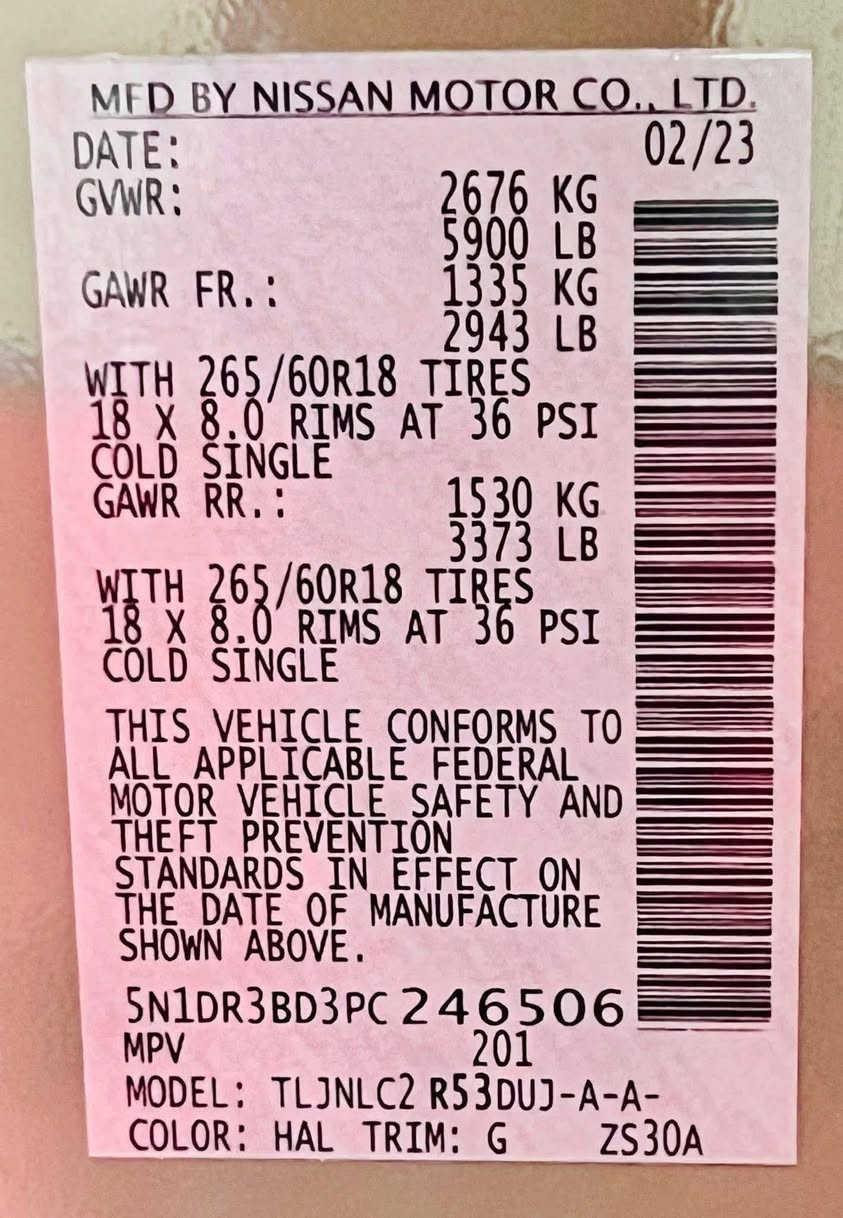 MFD BY NISSAN MOTOR CO., LTD.
DATE: 02/23
GVWR: 2676 KG
5900 LB
GAWR FR.: 1335 KG
2943 LB
WITH 265/60R18 TIRES
18 X 8.0 RIMS AT 36 PSI
COLD SINGLE
GAWR RR.: 1530 KG
3373 LB
WITH 265/60R18 TIRES
18 X 8.0 RIMS AT 36 PSI
COLD SINGLE
THIS VEHICLE CONFORMS TO
ALL APPLICABLE FEDERAL
MOTOR VEHICLE SAFETY AND
THEFT PREVENTION
STANDARDS IN EFFECT ON
THE DATE OF MANUFACTURE
SHOWN ABOVE.
5N1DR3BD3PC246506
MPV 201
MODEL: TLJNLC2 R53DUJ-A-A-
COLOR: HAL TRIM: G ZS30A